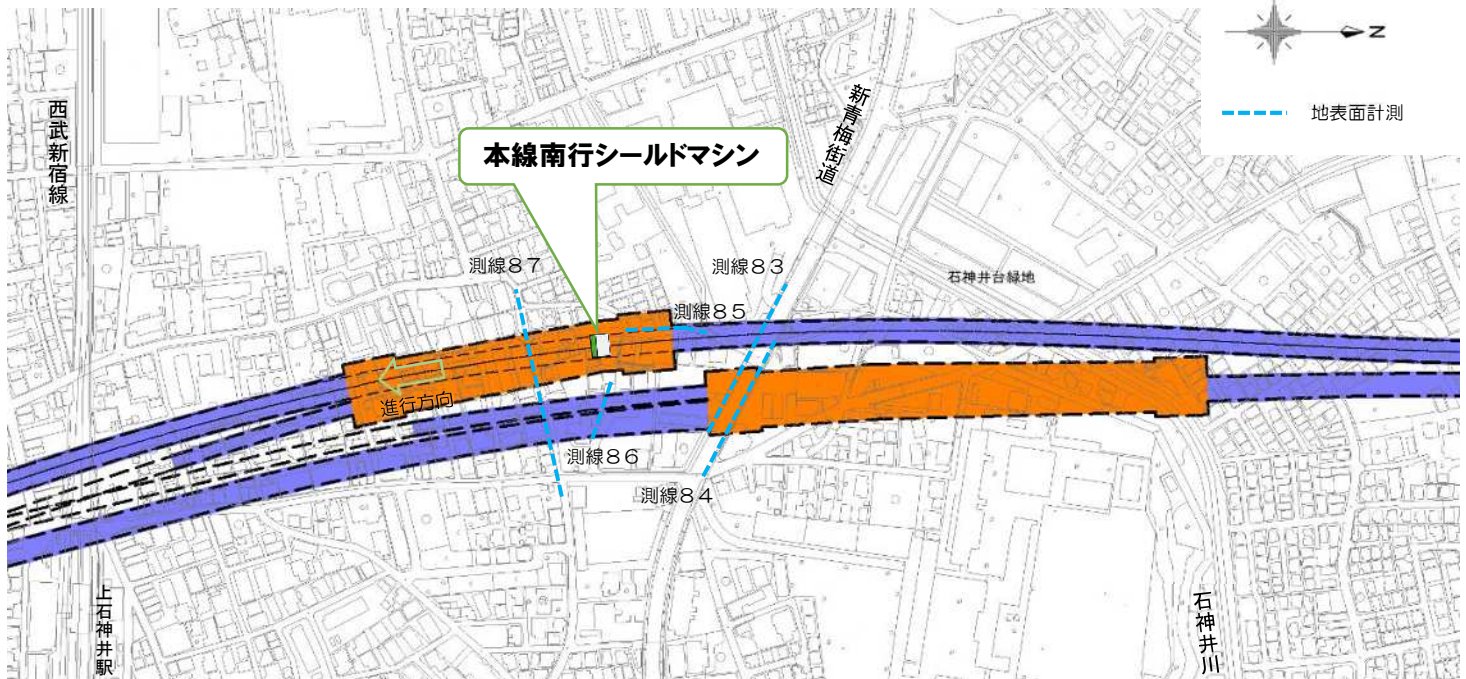 N
地表面計測
西武新宿線
新青梅街道
本線南行シールドマシン
測線87
測線83
石神井台緑地
測線85
進行方向
測線86
測線84
上石神井駅
石神井川